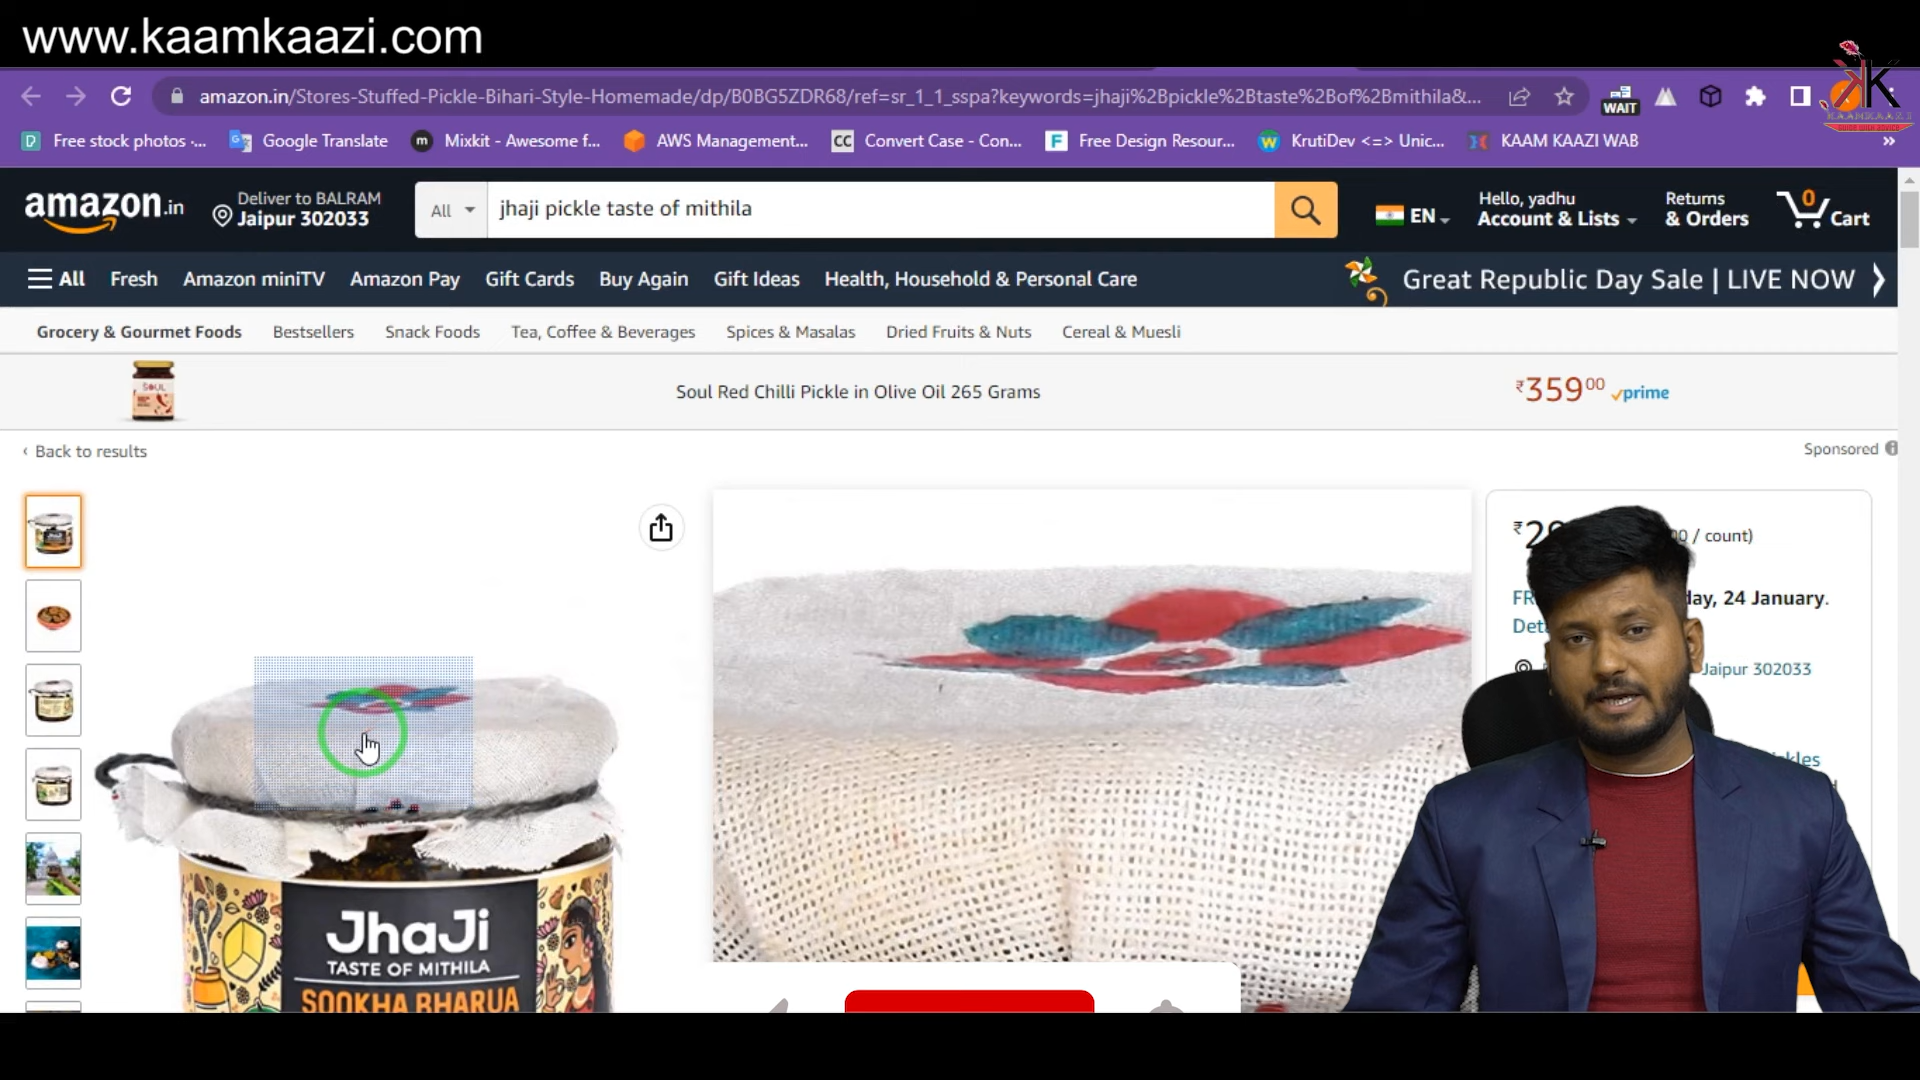 www.kaamkaazi.com
amazon.in/Stores-Stuffed-Pickle-Bihari-Style-Homemade/dp/B0BG5ZDR68/ref=sr_1_1_sspa?keywords=jhaji%2Bpickle%2Btaste%2Bof%2Bmithila&...
WAIT
KAAMKAAZI
Free stock photos -...
Google Translate
Mixkit - Awesome f...
AWS Management...
CC Convert Case - Con...
Free Design Resour...
KrutiDev <=> Unic...
KAAM KAAZI WAB
amazon.in
Deliver to BALRAM
Jaipur 302033
All
jhaji pickle taste of mithila
EN
Hello, yadhu
Account & Lists
Returns
& Orders
0
Cart
All
Fresh
Amazon miniTV
Amazon Pay
Gift Cards
Buy Again
Gift Ideas
Health, Household & Personal Care
Great Republic Day Sale | LIVE NOW
Grocery & Gourmet Foods
Bestsellers
Snack Foods
Tea, Coffee & Beverages
Spices & Masalas
Dried Fruits & Nuts
Cereal & Muesli
SOUL
Soul Red Chilli Pickle in Olive Oil 265 Grams
₹35900 prime
‹ Back to results
Sponsored
/ count)
24 January.
Jaipur 302033
JhaJi
TASTE OF MITHILA
SOOKHA BHARUA